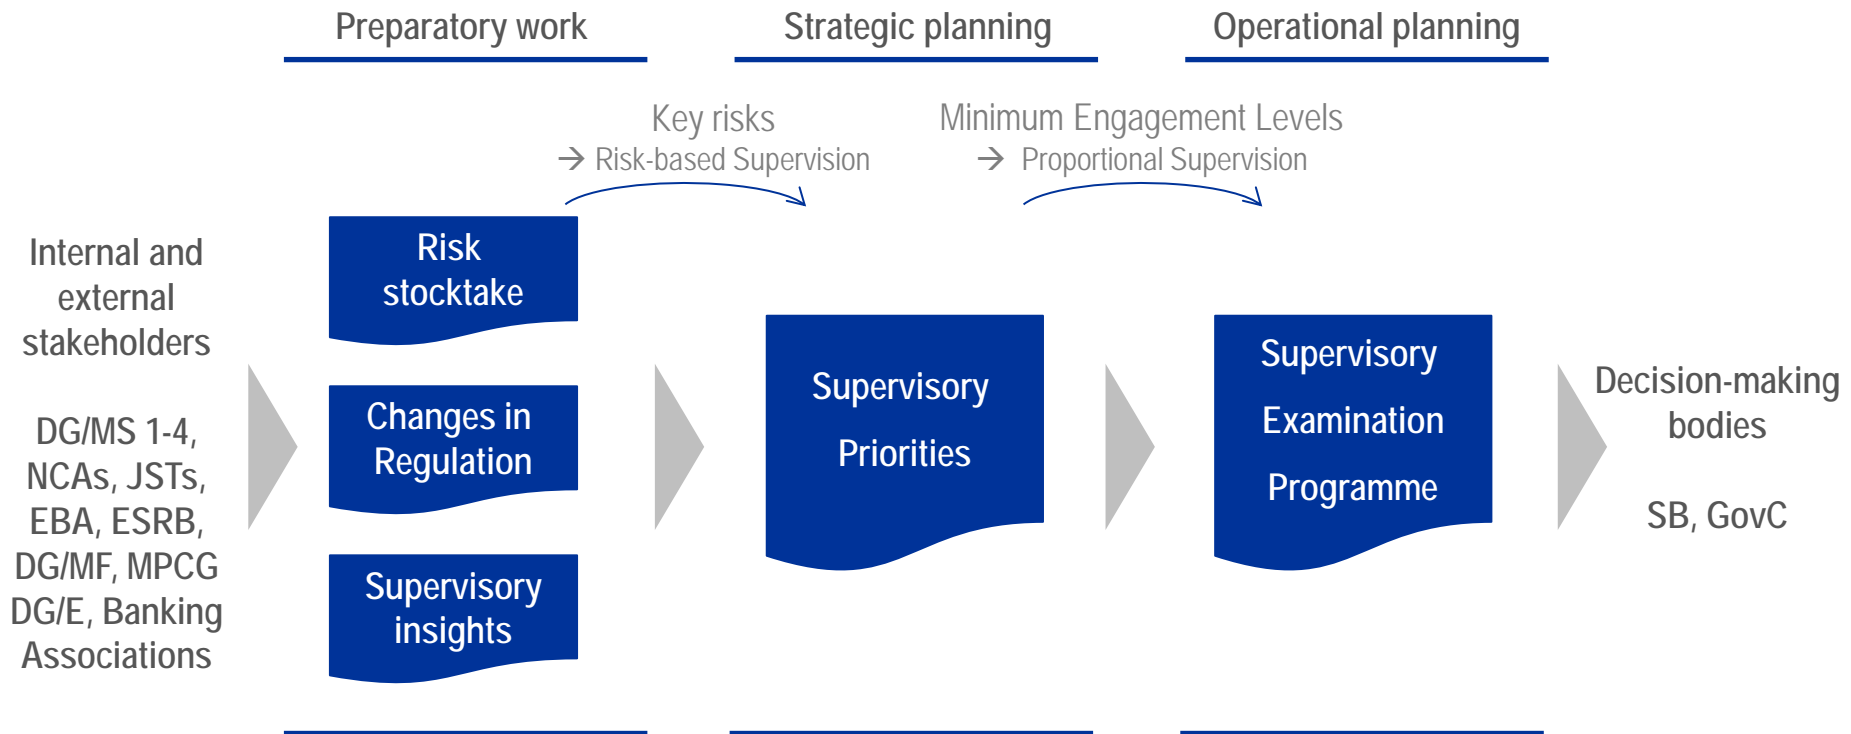 Preparatory work
Strategic planning
Operational planning
Key risks
→ Risk-based Supervision
Minimum Engagement Levels
→ Proportional Supervision
Internal and
external
stakeholders
DG/MS 1-4,
NCAs, JSTs,
EBA, ESRB,
DG/MF, MPCG
DG/E, Banking
Associations
Risk
stocktake
Changes in
Regulation
Supervisory
insights
Supervisory
Priorities
Supervisory
Examination
Programme
Decision-making
bodies
SB, GovC